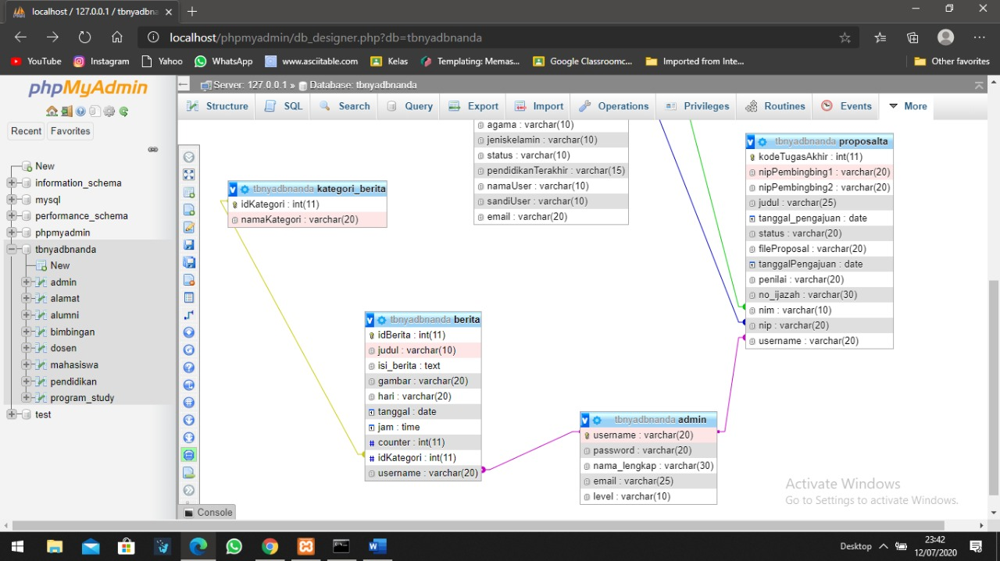 localhost / 127.0.0.1 / tbnyadbna
localhost/phpmyadmin/db_designer.php?db=tbnyadbnanda
YouTube Instagram Yahoo WhatsApp www.asciitable.com Kelas Templating: Memas... Google Classroomc... Imported from Inte... Other favorites
phpMyAdmin
Recent Favorites
New
information_schema
mysql
performance_schema
phpmyadmin
tbnyadbnanda
New
admin
alamat
alumni
bimbingan
dosen
mahasiswa
pendidikan
program_study
test
Server: 127.0.0.1 » Database: tbnyadbnanda
Structure SQL Search Query Export Import Operations Privileges Routines Events More
agama : varchar(10)
jeniskelamin : varchar(10)
status : varchar(10)
pendidikanTerakhir : varchar(15)
namaUser : varchar(10)
sandiUser : varchar(10)
email : varchar(20)
tbnyadbnanda kategori_berita
idKategori : int(11)
namaKategori : varchar(20)
tbnyadbnanda proposalta
kodeTugasAkhir : int(11)
nipPembingbing1 : varchar(20)
nipPembingbing2 : varchar(20)
judul : varchar(25)
tanggal_pengajuan : date
status : varchar(20)
fileProposal : varchar(20)
tanggalPengajuan : date
penilai : varchar(20)
no_ijazah : varchar(30)
nim : varchar(10)
nip : varchar(20)
username : varchar(20)
tbnyadbnanda berita
idBerita : int(11)
judul : varchar(10)
isi_berita : text
gambar : varchar(20)
hari : varchar(20)
tanggal : date
jam : time
counter : int(11)
idKategori : int(11)
username : varchar(20)
tbnyadbnanda admin
username : varchar(20)
password : varchar(20)
nama_lengkap : varchar(30)
email : varchar(25)
level : varchar(10)
Activate Windows
Go to Settings to activate Windows.
Console
Desktop
23:42
12/07/2020